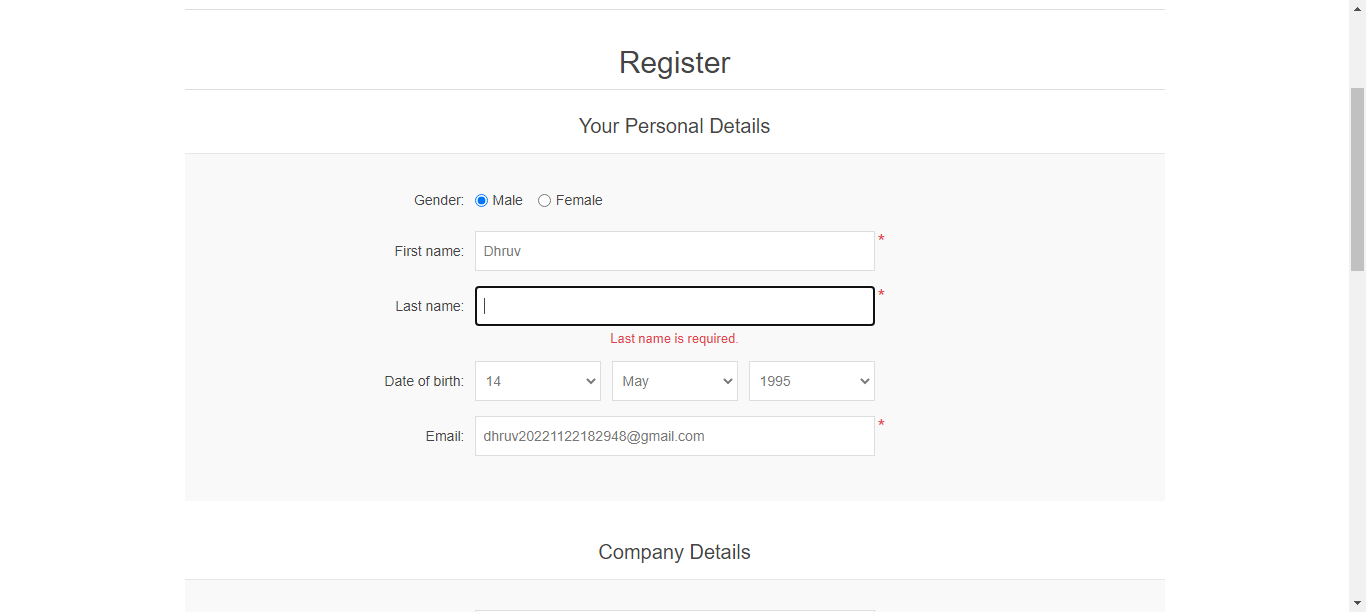 Register
Your Personal Details
Gender: Male Female
First name: Dhruv *
Last name: *
Last name is required.
Date of birth: 14 May 1995
Email: dhruv20221122182948@gmail.com *
Company Details